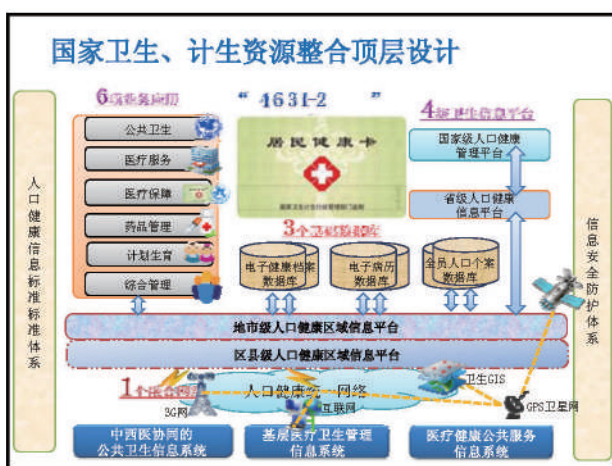 国家卫生、计生资源整合顶层设计
6项业务应用
“4631-2”
4级卫生信息平台
人口健康信息标准标准体系
公共卫生
医疗服务
医疗保障
药品管理
计划生育
综合管理
居民健康卡
国家级人口健康
管理平台
省级人口健康
信息平台
信息安全防护体系
3个
数据库
电子健康档案
数据库
电子病历
数据库
全员人口个案
数据库
地市级人口健康区域信息平台
区县级人口健康区域信息平台
1个
人口健康统一网络
3G网
互联网
卫生GIS
GPS卫星网
中西医协同的
公共卫生信息系统
基层医疗卫生管理
信息系统
医疗健康公共服务
信息系统